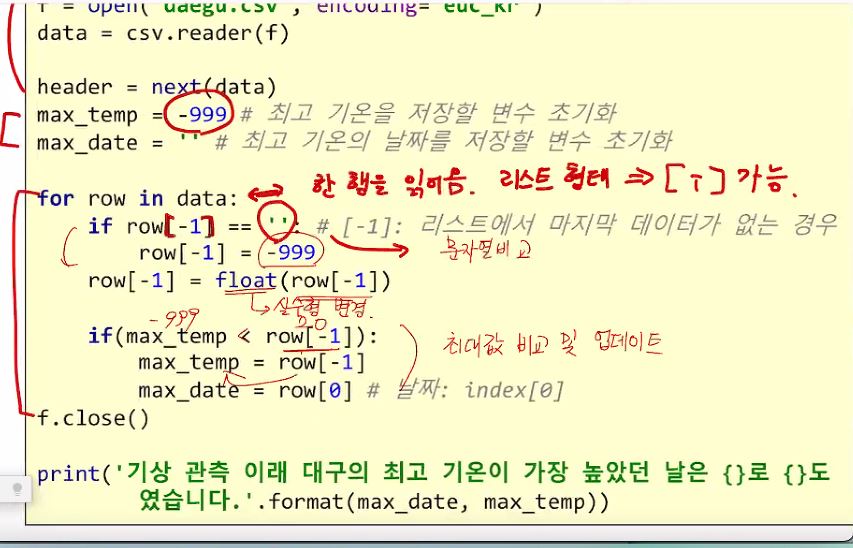 f = open('daegu.csv', encoding='euc_kr')
data = csv.reader(f)
header = next(data)
max_temp = -999 # 최고 기온을 저장할 변수 초기화
max_date = '' # 최고 기온의 날짜를 저장할 변수 초기화
한 행을 읽어옴. 리스트 형태 ⇒ [ ] 가능.
for row in data:
if row[-1] == '': # [-1]: 리스트에서 마지막 데이터가 없는 경우
row[-1] = -999
문자열비교
row[-1] = float(row[-1])
실수형 변경.
-999
20
if(max_temp < row[-1]):
최대값 비교 및 업데이트
max_temp = row[-1]
max_date = row[0] # 날짜: index[0]
f.close()
print('기상 관측 이래 대구의 최고 기온이 가장 높았던 날은 {}로 {}도
였습니다.'.format(max_date, max_temp))